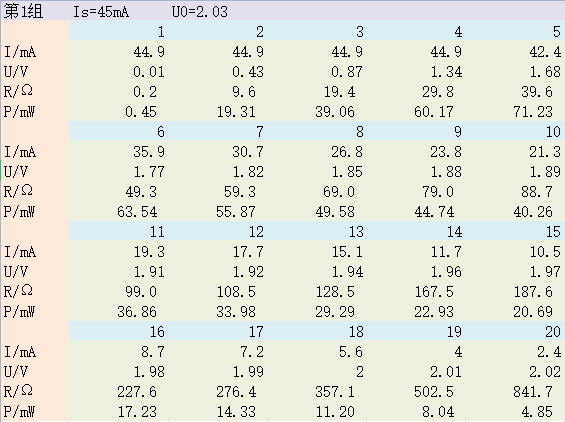 第1组 Is=45mA U0=2.03
1 2 3 4 5
I/mA 44.9 44.9 44.9 44.9 42.4
U/V 0.01 0.43 0.87 1.34 1.68
R/Ω 0.2 9.6 19.4 29.8 39.6
P/mW 0.45 19.31 39.06 60.17 71.23
6 7 8 9 10
I/mA 35.9 30.7 26.8 23.8 21.3
U/V 1.77 1.82 1.85 1.88 1.89
R/Ω 49.3 59.3 69.0 79.0 88.7
P/mW 63.54 55.87 49.58 44.74 40.26
11 12 13 14 15
I/mA 19.3 17.7 15.1 11.7 10.5
U/V 1.91 1.92 1.94 1.96 1.97
R/Ω 99.0 108.5 128.5 167.5 187.6
P/mW 36.86 33.98 29.29 22.93 20.69
16 17 18 19 20
I/mA 8.7 7.2 5.6 4 2.4
U/V 1.98 1.99 2 2.01 2.02
R/Ω 227.6 276.4 357.1 502.5 841.7
P/mW 17.23 14.33 11.20 8.04 4.85